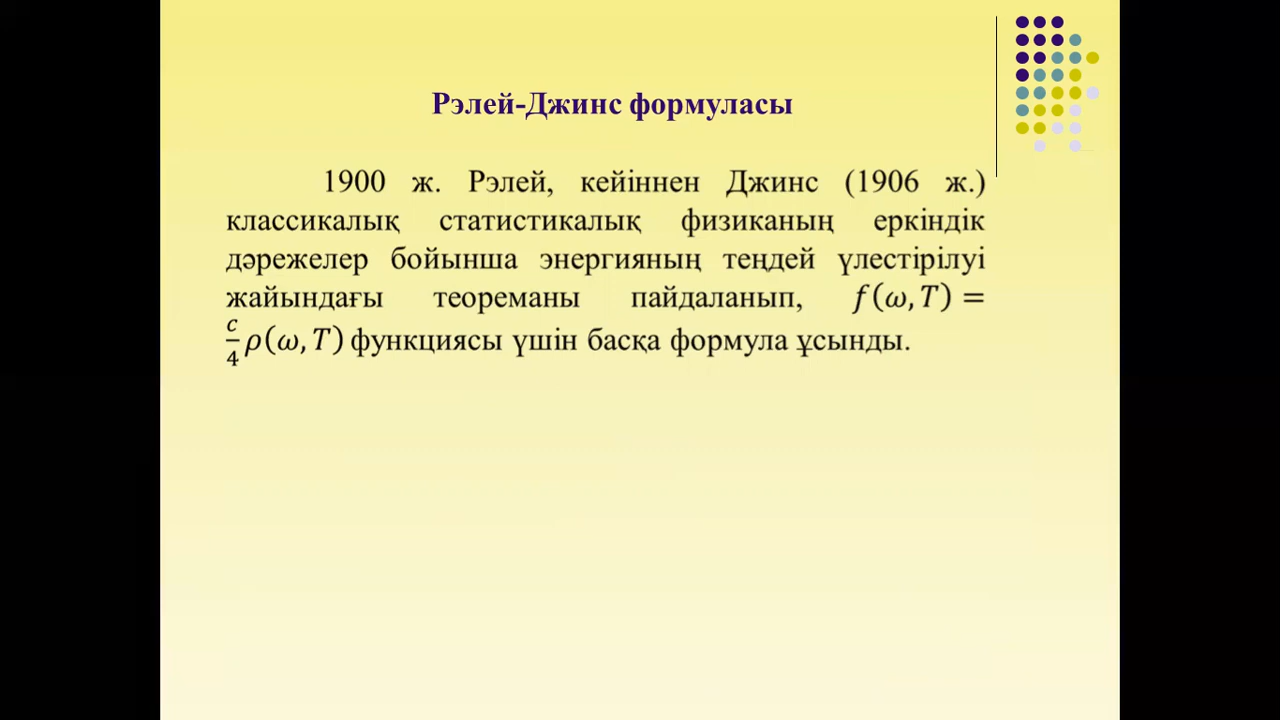 Рэлей-Джинс формуласы
1900 ж. Рэлей, кейіннен Джинс (1906 ж.)
классикалық статистикалық физиканың еркіндік
дәрежелер бойынша энергияның теңдей үлестірілуі
жайындағы теореманы пайдаланып, f(ω, T) =
c/4 ρ(ω, T) функциясы үшін басқа формула ұсынды.